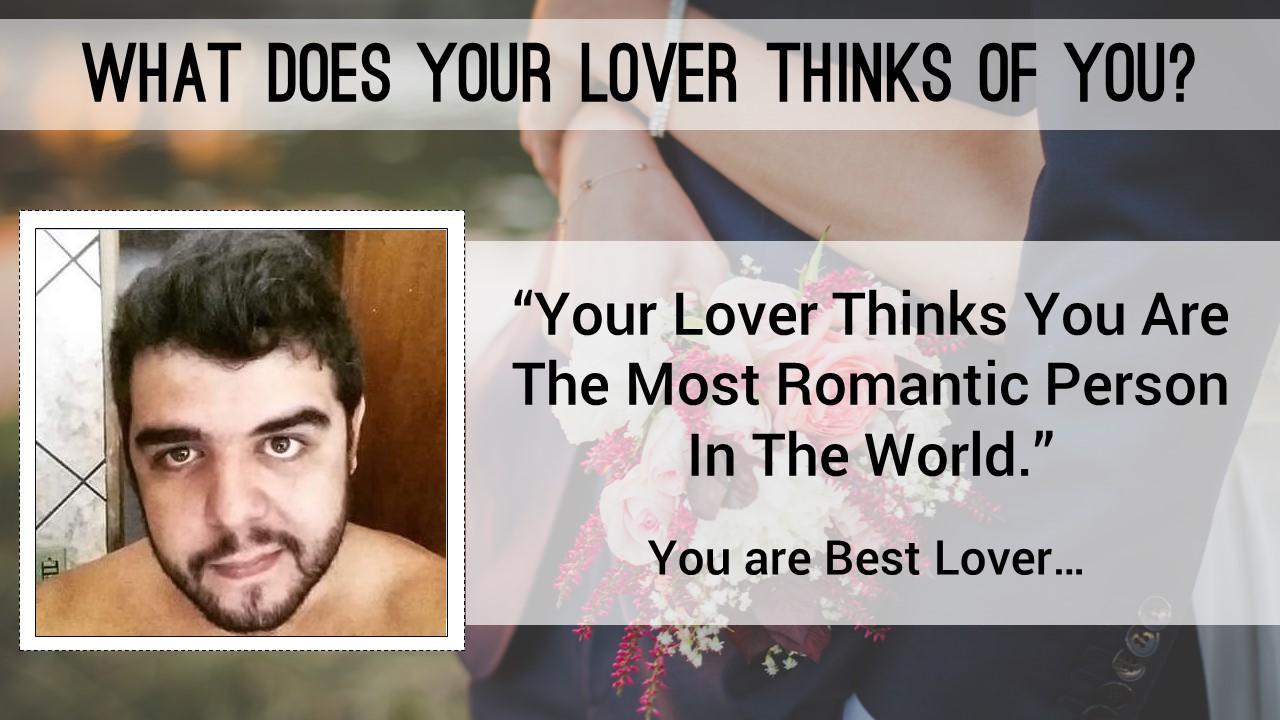 WHAT DOES YOUR LOVER THINKS OF YOU?
“Your Lover Thinks You Are
The Most Romantic Person
In The World.”
You are Best Lover...